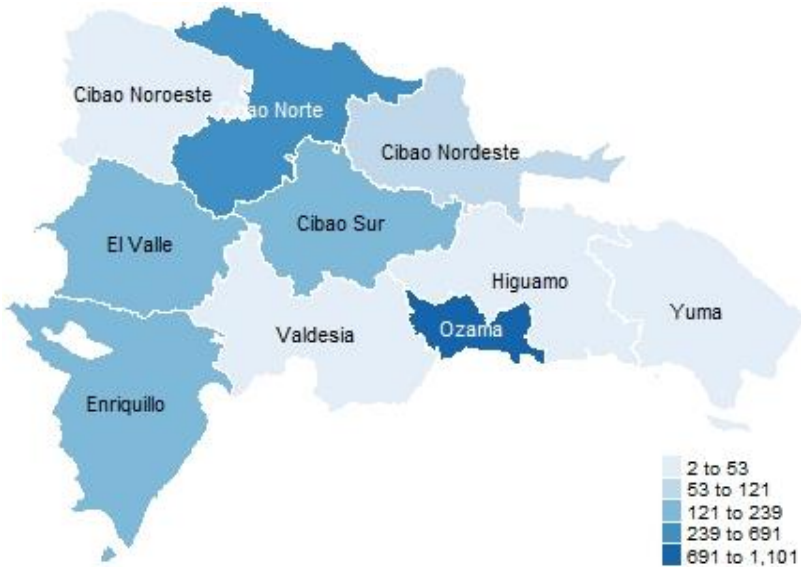 Cibao Noroeste
Cibao Norte
Cibao Nordeste
El Valle
Cibao Sur
Higuamo
Yuma
Valdesia
Ozama
Enriquillo
2 to 53
53 to 121
121 to 239
239 to 691
691 to 1,101